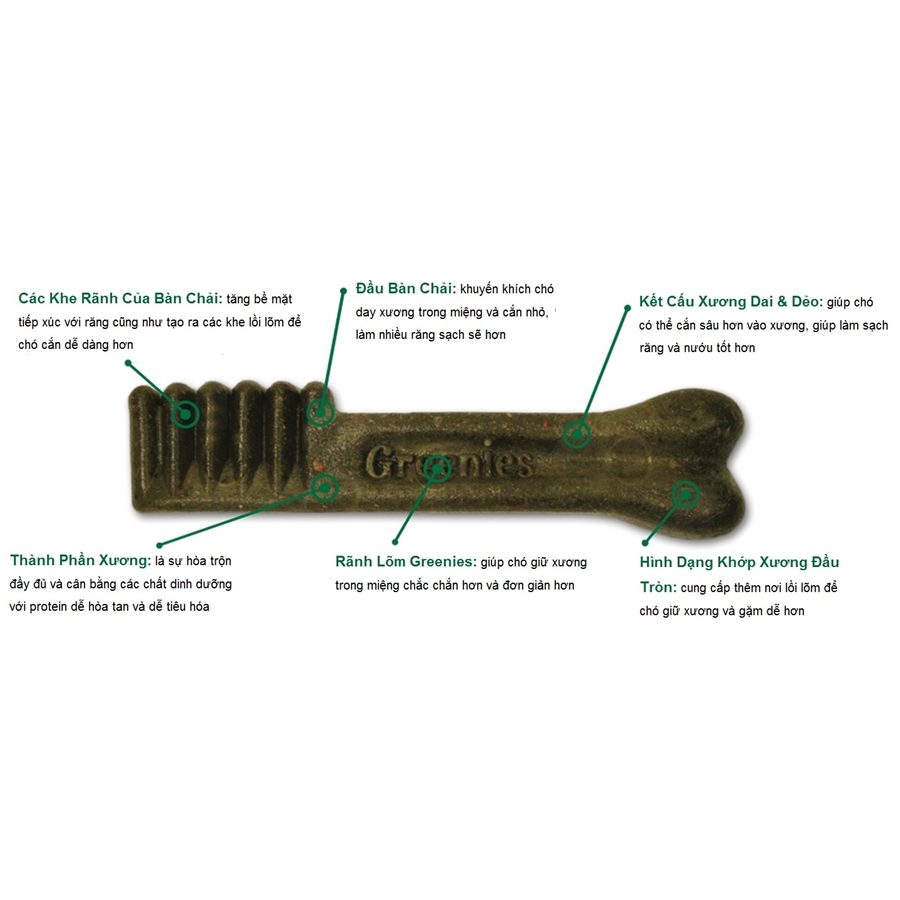 Các Khe Rãnh Của Bàn Chải: tăng bề mặt
tiếp xúc với răng cũng như tạo ra các khe lồi lõm để
chó cắn dễ dàng hơn
Đầu Bàn Chải: khuyến khích chó
day xương trong miệng và cắn nhỏ,
làm nhiều răng sạch sẽ hơn
Kết Cấu Xương Dai & Dẻo: giúp chó
có thể cắn sâu hơn vào xương, giúp làm sạch
răng và nướu tốt hơn
Greenies
Thành Phần Xương: là sự hòa trộn
đầy đủ và cân bằng các chất dinh dưỡng
với protein dễ hòa tan và dễ tiêu hóa
Rãnh Lõm Greenies: giúp chó giữ xương
trong miệng chắc chắn hơn và đơn giản hơn
Hình Dạng Khớp Xương Đầu
Tròn: cung cấp thêm nơi lồi lõm để
chó giữ xương và gặm dễ hơn